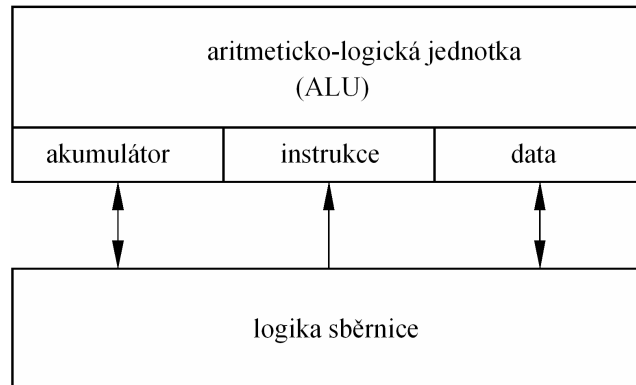 aritmeticko-logická jednotka
(ALU)
akumulátor
instrukce
data
logika sběrnice